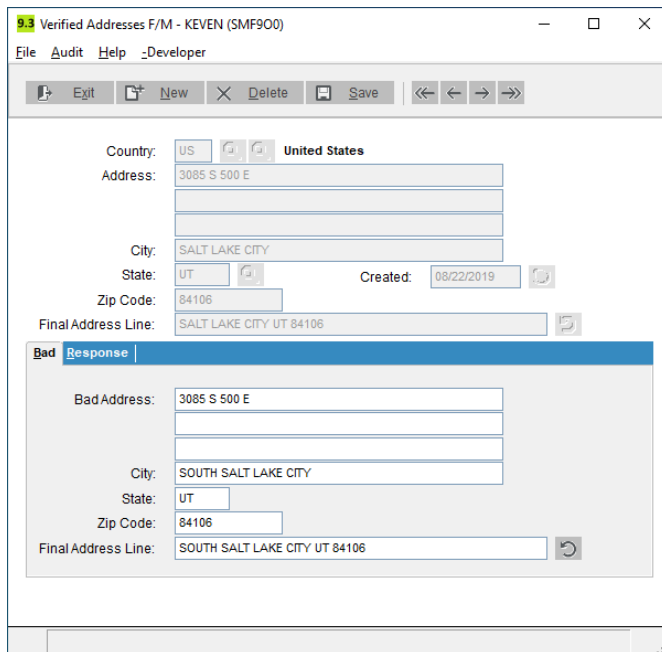 9.3 Verified Addresses F/M - KEVEN (SMF9O0)
File Audit Help -Developer
Exit New Delete Save
Country: US United States
Address: 3085 S 500 E
City: SALT LAKE CITY
State: UT Created: 08/22/2019
Zip Code: 84106
Final Address Line: SALT LAKE CITY UT 84106
Bad Response
Bad Address: 3085 S 500 E
City: SOUTH SALT LAKE CITY
State: UT
Zip Code: 84106
Final Address Line: SOUTH SALT LAKE CITY UT 84106